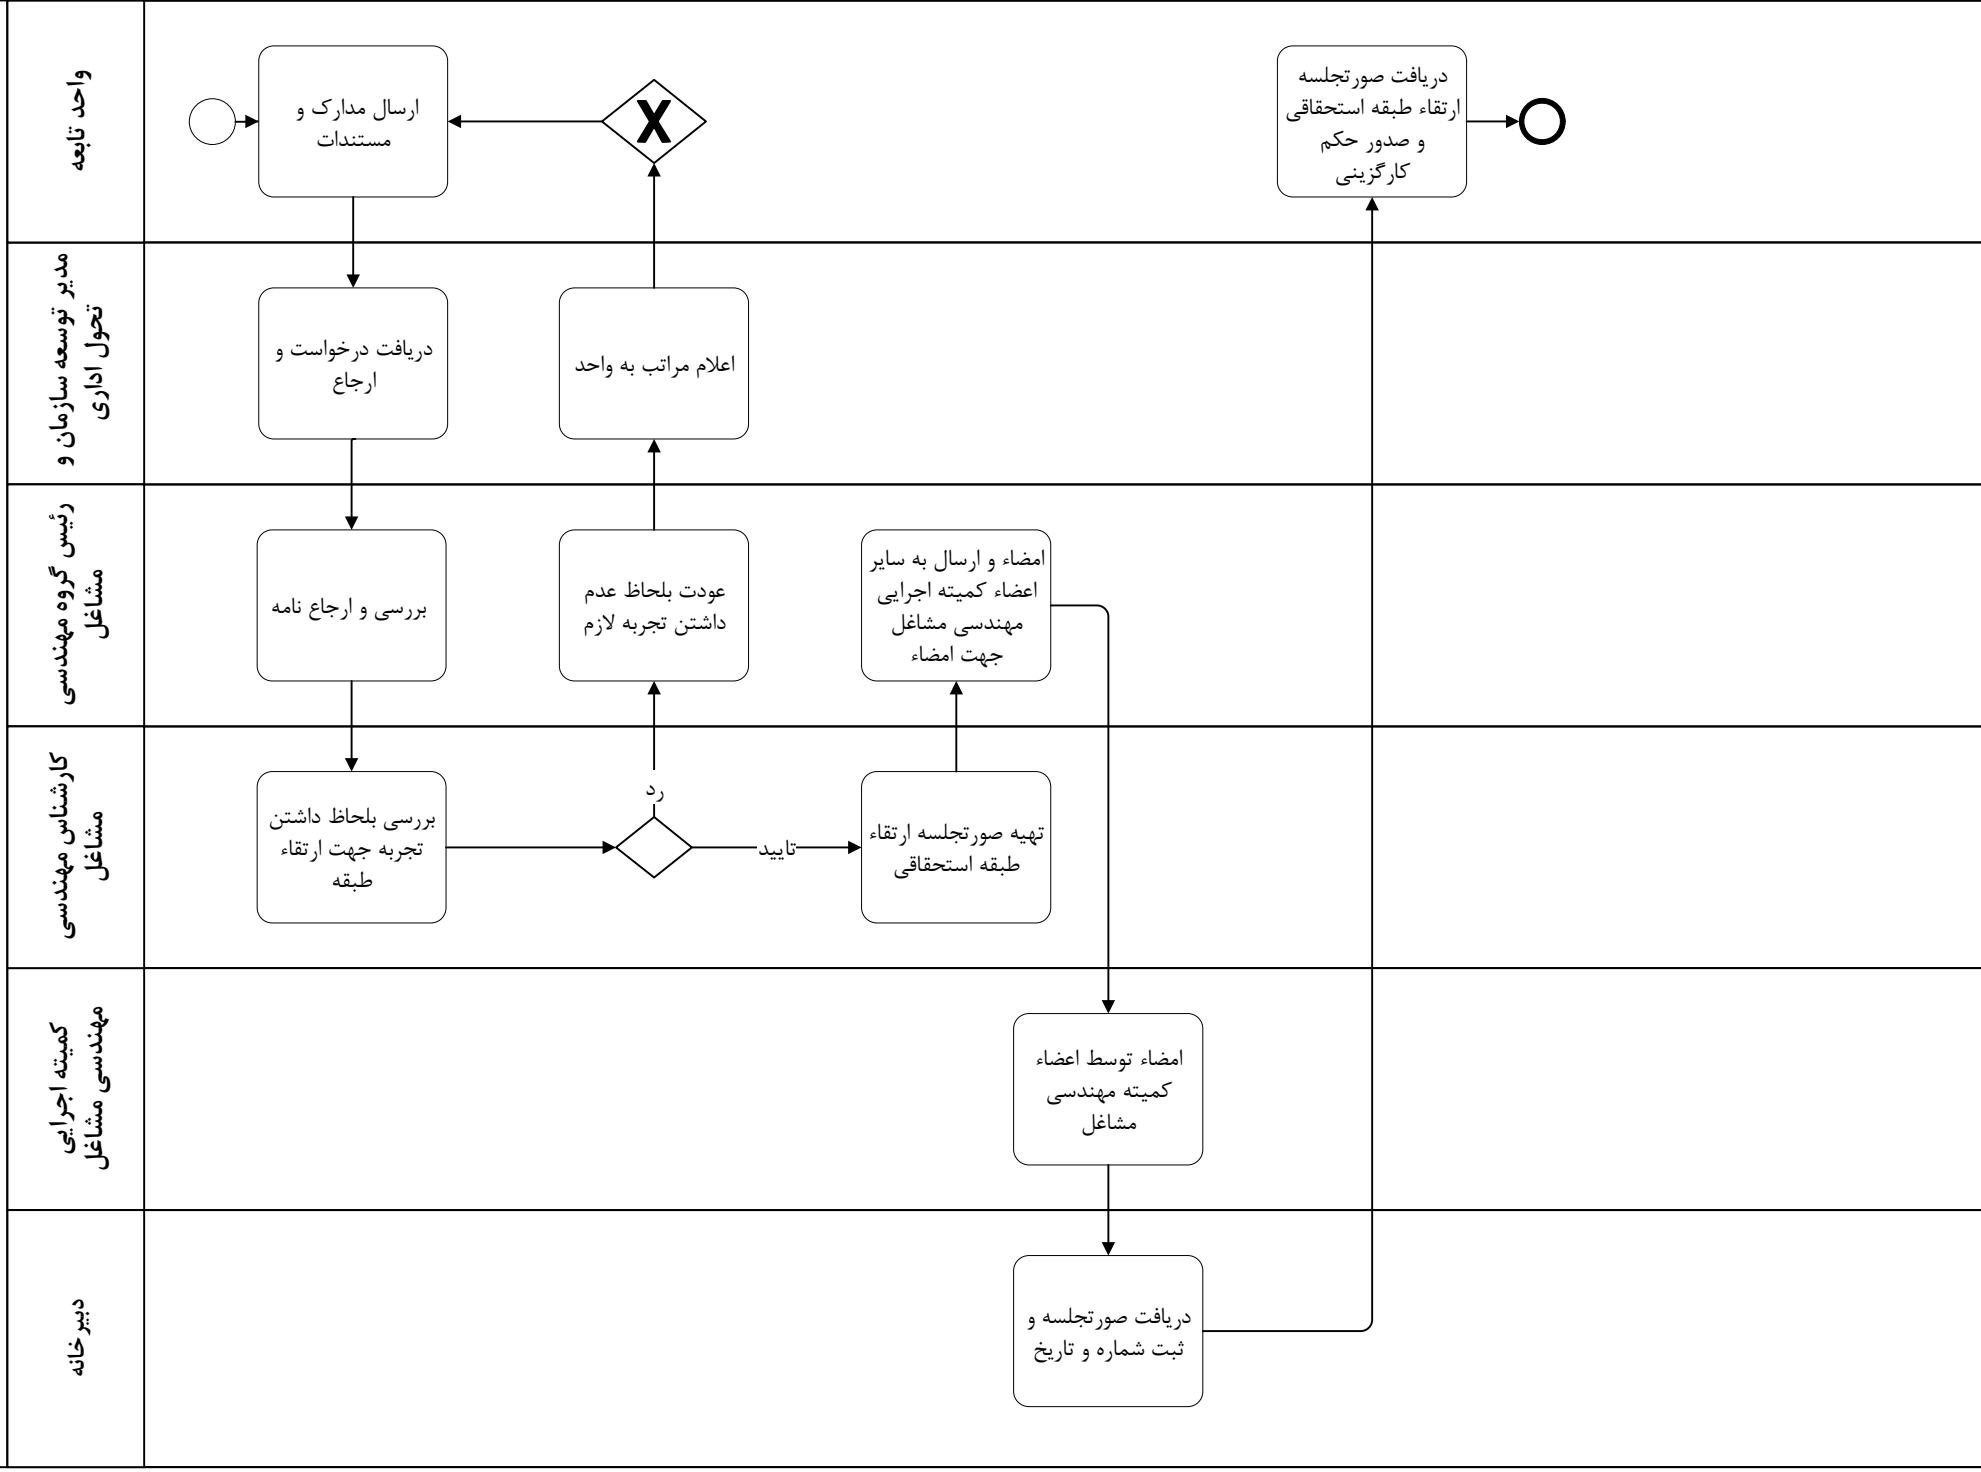 واحد تابعه
ارسال مدارک و
مستندات
X
دریافت صورتجلسه
ارتقاء طبقه استحقاقی
و صدور حکم
کارگزینی
مدیر توسعه سازمان و
تحول اداری
دریافت درخواست و
ارجاع
اعلام مراتب به واحد
رئیس گروه مهندسی
مشاغل
بررسی و ارجاع نامه
عودت بلحاظ عدم
داشتن تجربه لازم
امضاء و ارسال به سایر
اعضاء کمیته اجرایی
مهندسی مشاغل
جهت امضاء
کارشناس مهندسی
مشاغل
بررسی بلحاظ داشتن
تجربه جهت ارتقاء
طبقه
رد
تایید
تهیه صورتجلسه ارتقاء
طبقه استحقاقی
کمیته اجرایی
مهندسی مشاغل
امضاء توسط اعضاء
کمیته مهندسی
مشاغل
دبیرخانه
دریافت صورتجلسه و
ثبت شماره و تاریخ